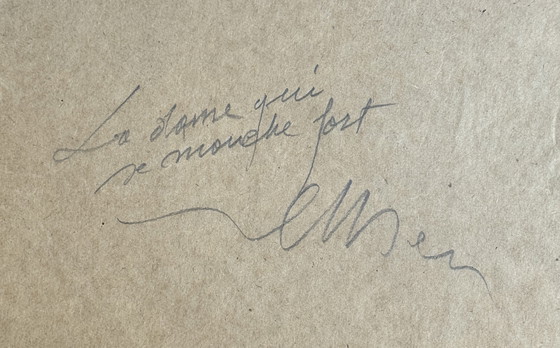 La dame qui
se mouche fort